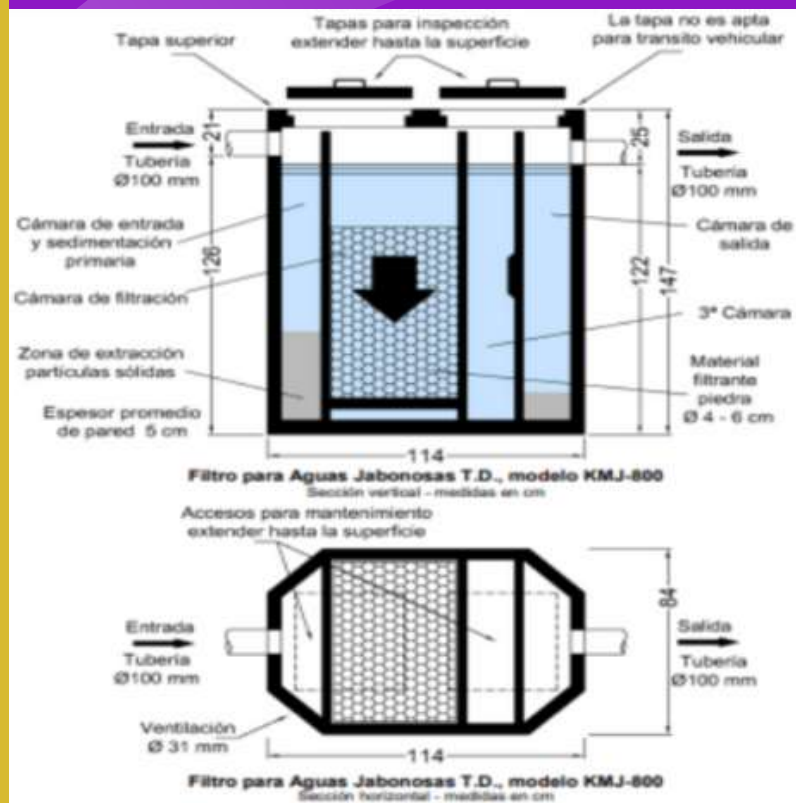 Tapa superior
Tapas para inspección
extender hasta la superficie
La tapa no es apta
para transito vehicular
Entrada
Tubería
Ø100 mm
21
25
Salida
Tubería
Ø100 mm
Cámara de entrada
y sedimentación
primaria
126
122
147
Cámara de
salida
Cámara de filtración
3ª Cámara
Zona de extracción
partículas sólidas
Material
filtrante
piedra
Ø 4 - 6 cm
Espesor promedio
de pared 5 cm
114
Filtro para Aguas Jabonosas T.D., modelo KMJ-800
Sección vertical - medidas en cm
Accesos para mantenimiento
extender hasta la superficie
Entrada
Tubería
Ø100 mm
84
Salida
Tubería
Ø100 mm
Ventilación
Ø 31 mm
114
Filtro para Aguas Jabonosas T.D., modelo KMJ-800
Sección horizontal - medidas en cm